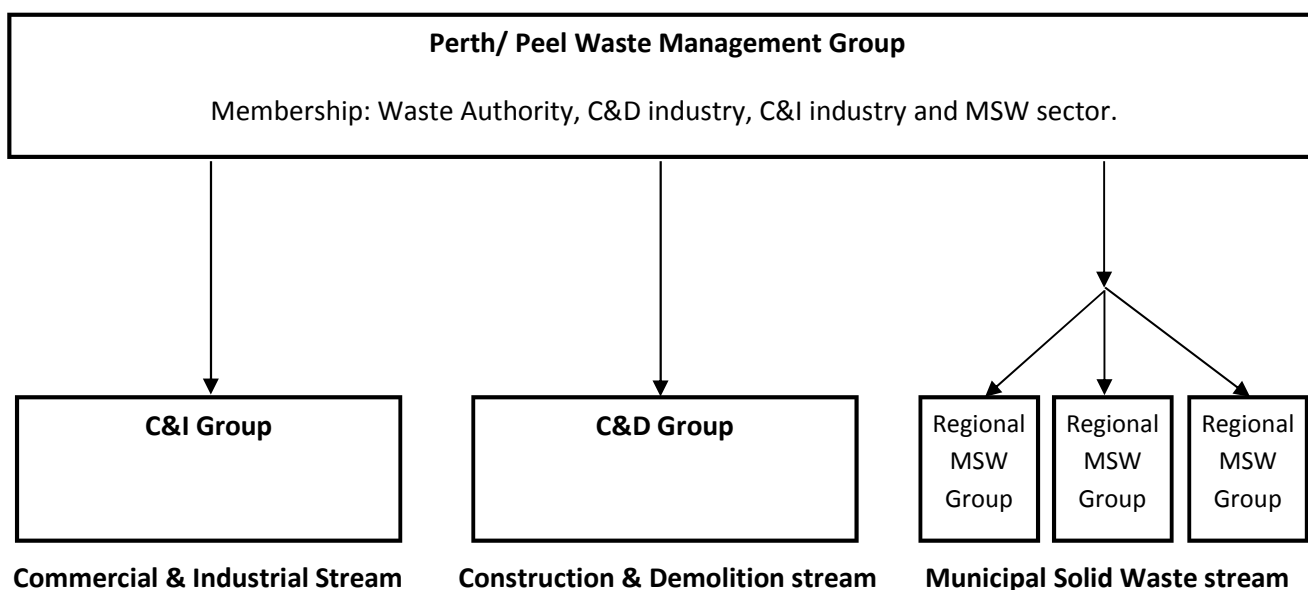 Perth/ Peel Waste Management Group
Membership: Waste Authority, C&D industry, C&I industry and MSW sector.
C&I Group
C&D Group
Regional
MSW
Group
Regional
MSW
Group
Regional
MSW
Group
Commercial & Industrial Stream
Construction & Demolition stream
Municipal Solid Waste stream